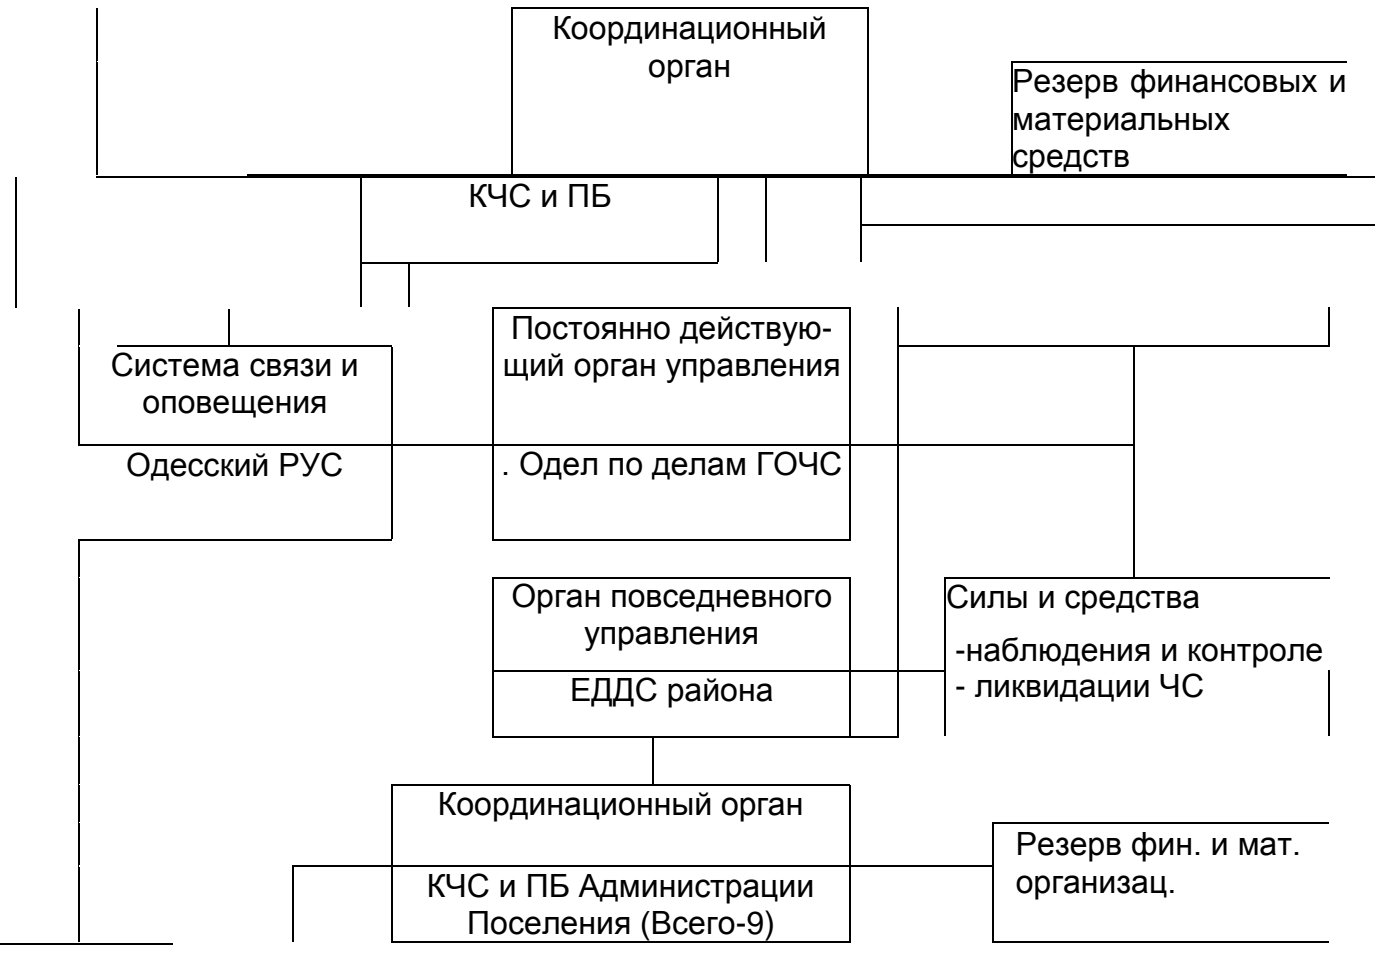 Координационный
орган
Резерв финансовых и
материальных
средств
КЧС и ПБ
Постоянно действую-
щий орган управления
Система связи и
оповещения
Одесский РУС
. Одел по делам ГОЧС
Орган повседневного
управления
ЕДДС района
Силы и средства
-наблюдения и контроле
- ликвидации ЧС
Координационный орган
КЧС и ПБ Администрации
Поселения (Всего-9)
Резерв фин. и мат.
организац.